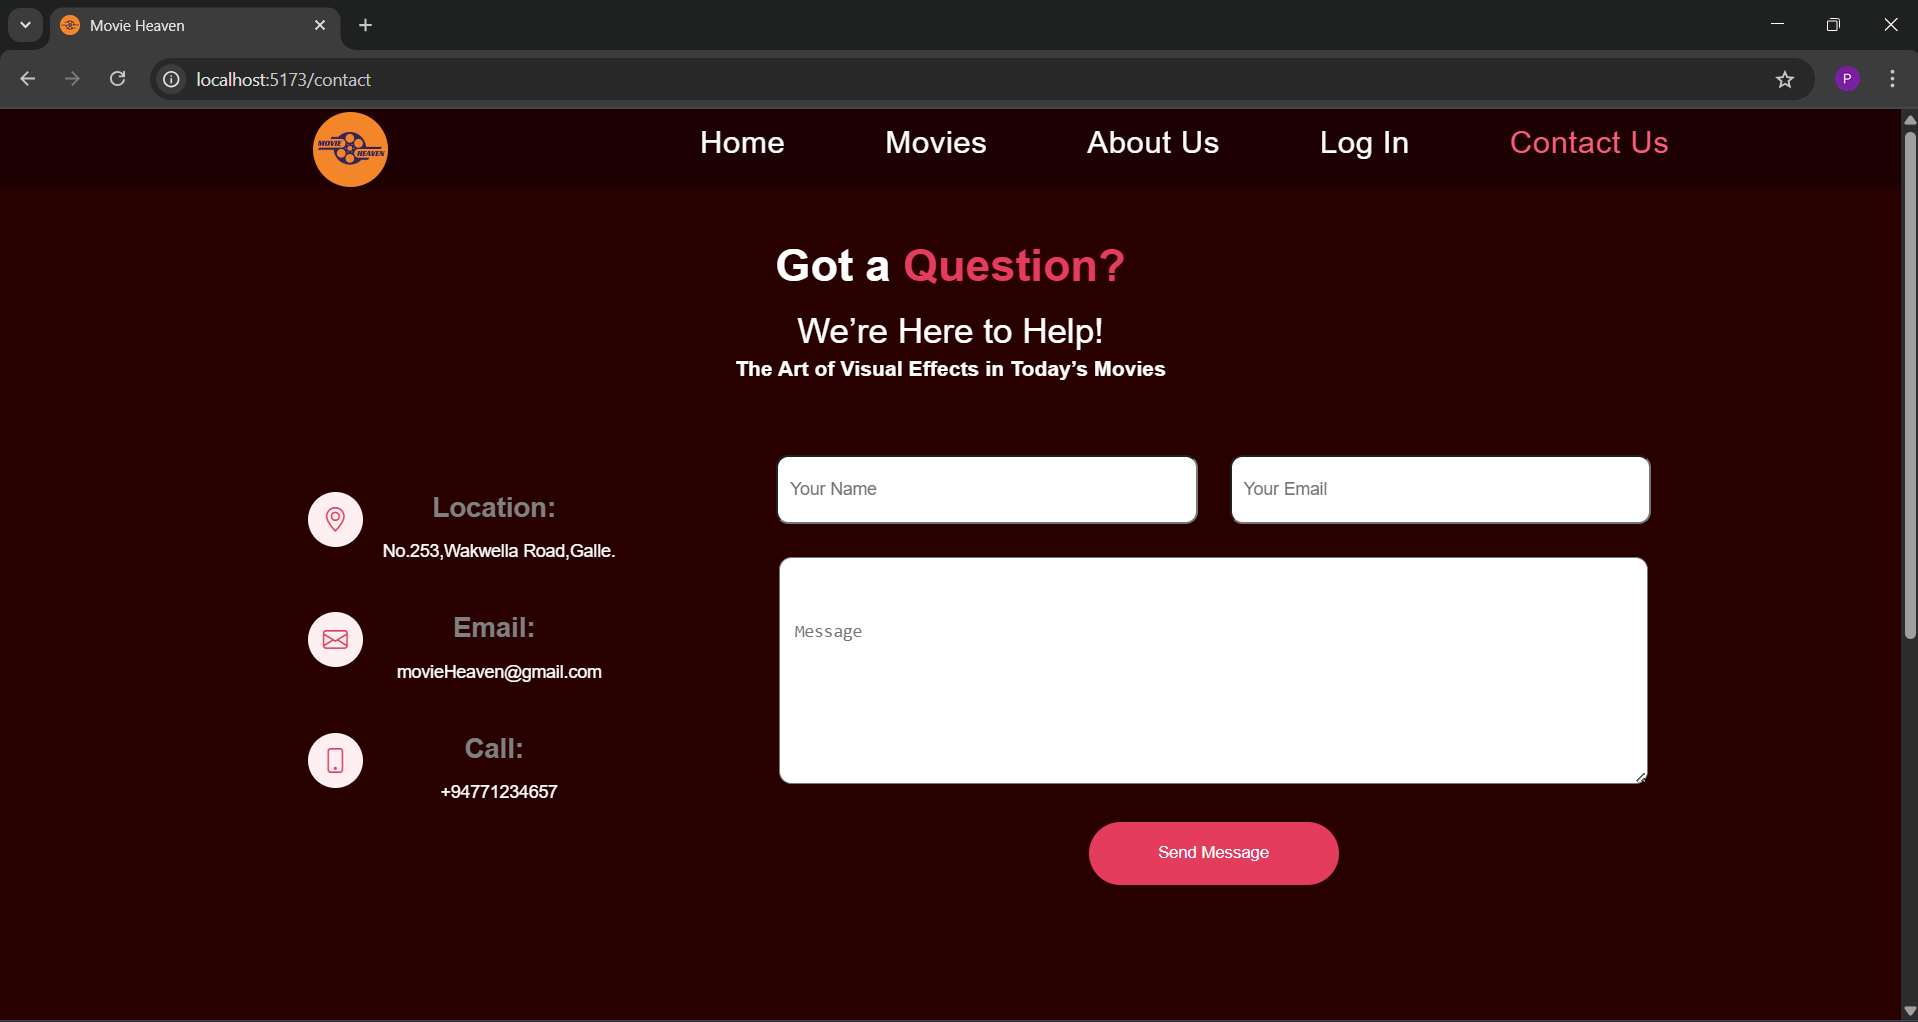 Movie Heaven
localhost:5173/contact
P
MOVIE
HEAVEN
Home Movies About Us Log In Contact Us
Got a Question?
We’re Here to Help!
The Art of Visual Effects in Today’s Movies
Location:
No.253,Wakwella Road,Galle.
Email:
movieHeaven@gmail.com
Call:
+94771234657
Your Name
Your Email
Message
Send Message